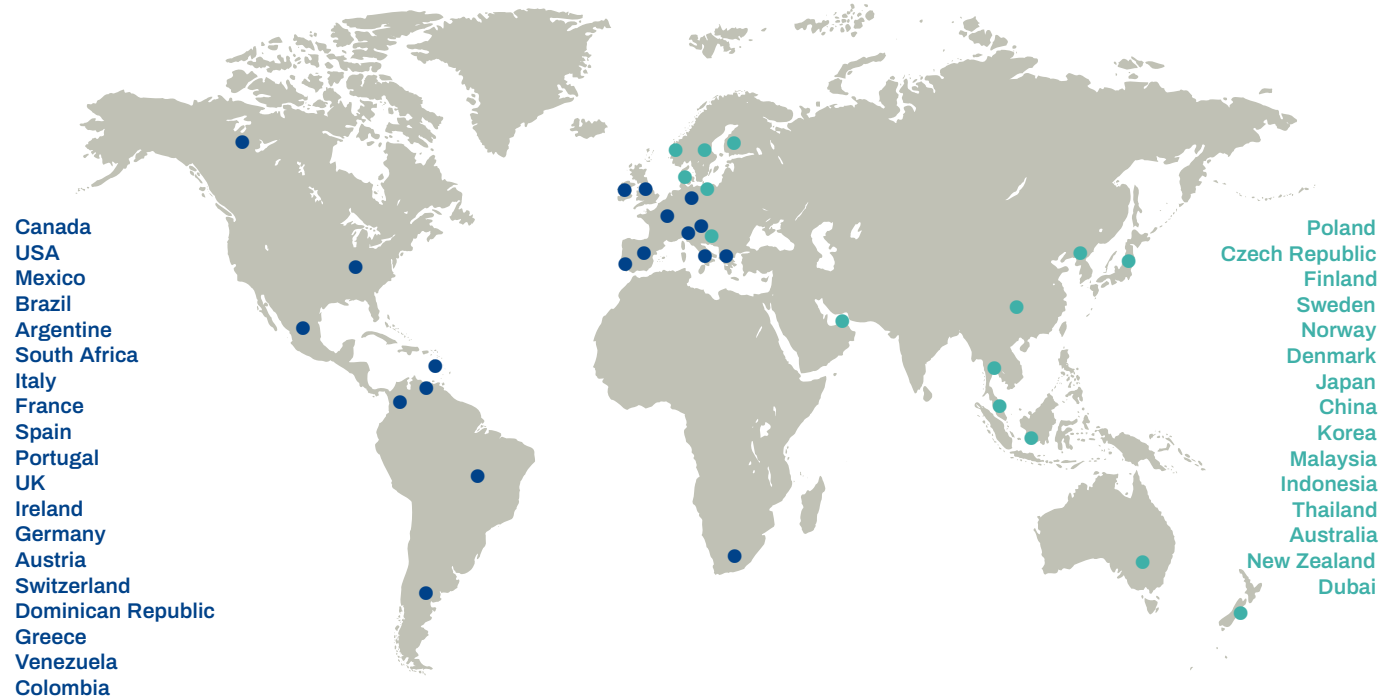 Canada
USA
Mexico
Brazil
Argentine
South Africa
Italy
France
Spain
Portugal
UK
Ireland
Germany
Austria
Switzerland
Dominican Republic
Greece
Venezuela
Colombia
Poland
Czech Republic
Finland
Sweden
Norway
Denmark
Japan
China
Korea
Malaysia
Indonesia
Thailand
Australia
New Zealand
Dubai